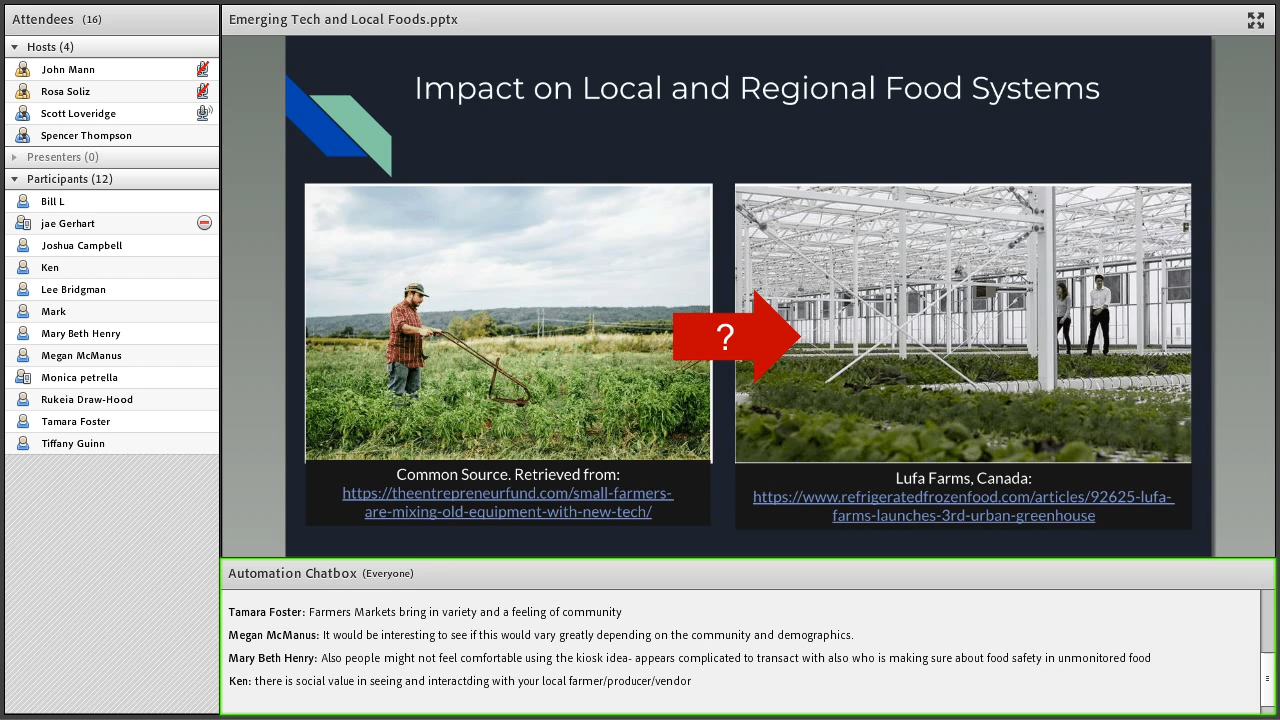 Attendees (16)
Hosts (4)
John Mann
Rosa Soliz
Scott Loveridge
Spencer Thompson
Presenters (0)
Participants (12)
Bill L
jae Gerhart
Joshua Campbell
Ken
Lee Bridgman
Mark
Mary Beth Henry
Megan McManus
Monica petrella
Rukeia Draw-Hood
Tamara Foster
Tiffany Guinn
Emerging Tech and Local Foods.pptx
Impact on Local and Regional Food Systems
?
Common Source. Retrieved from:
https://theentrepreneurfund.com/small-farmers-
are-mixing-old-equipment-with-new-tech/
Lufa Farms, Canada:
https://www.refrigeratedfrozenfood.com/articles/92625-lufa-
farms-launches-3rd-urban-greenhouse
Automation Chatbox (Everyone)
Tamara Foster: Farmers Markets bring in variety and a feeling of community
Megan McManus: It would be interesting to see if this would vary greatly depending on the community and demographics.
Mary Beth Henry: Also people might not feel comfortable using the kiosk idea- appears complicated to transact with also who is making sure about food safety in unmonitored food
Ken: there is social value in seeing and interactding with your local farmer/producer/vendor